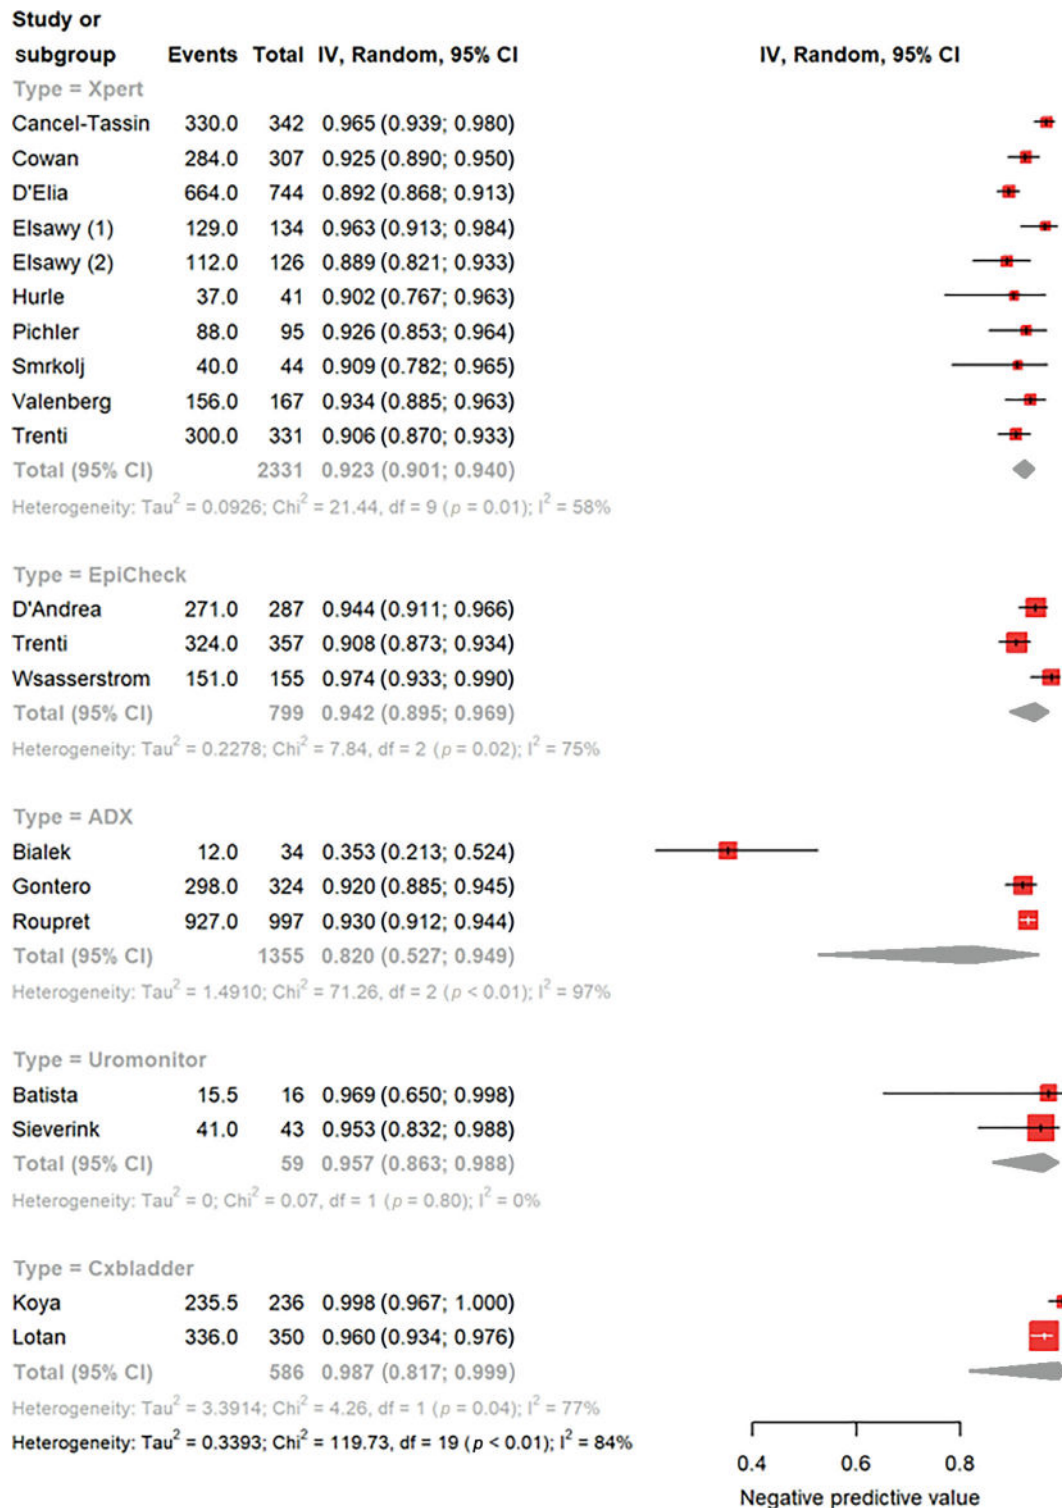 Study or
subgroup Events Total IV, Random, 95% CI IV, Random, 95% CI
Type = Xpert
Cancel-Tassin 330.0 342 0.965 (0.939; 0.980)
Cowan 284.0 307 0.925 (0.890; 0.950)
D'Elia 664.0 744 0.892 (0.868; 0.913)
Elsawy (1) 129.0 134 0.963 (0.913; 0.984)
Elsawy (2) 112.0 126 0.889 (0.821; 0.933)
Hurle 37.0 41 0.902 (0.767; 0.963)
Pichler 88.0 95 0.926 (0.853; 0.964)
Smrkolj 40.0 44 0.909 (0.782; 0.965)
Valenberg 156.0 167 0.934 (0.885; 0.963)
Trenti 300.0 331 0.906 (0.870; 0.933)
Total (95% CI) 2331 0.923 (0.901; 0.940)
Heterogeneity: Tau² = 0.0926; Chi² = 21.44, df = 9 (p = 0.01); I² = 58%
Type = EpiCheck
D'Andrea 271.0 287 0.944 (0.911; 0.966)
Trenti 324.0 357 0.908 (0.873; 0.934)
Wsasserstrom 151.0 155 0.974 (0.933; 0.990)
Total (95% CI) 799 0.942 (0.895; 0.969)
Heterogeneity: Tau² = 0.2278; Chi² = 7.84, df = 2 (p = 0.02); I² = 75%
Type = ADX
Bialek 12.0 34 0.353 (0.213; 0.524)
Gontero 298.0 324 0.920 (0.885; 0.945)
Roupret 927.0 997 0.930 (0.912; 0.944)
Total (95% CI) 1355 0.820 (0.527; 0.949)
Heterogeneity: Tau² = 1.4910; Chi² = 71.26, df = 2 (p < 0.01); I² = 97%
Type = Uromonitor
Batista 15.5 16 0.969 (0.650; 0.998)
Sieverink 41.0 43 0.953 (0.832; 0.988)
Total (95% CI) 59 0.957 (0.863; 0.988)
Heterogeneity: Tau² = 0; Chi² = 0.07, df = 1 (p = 0.80); I² = 0%
Type = Cxbladder
Koya 235.5 236 0.998 (0.967; 1.000)
Lotan 336.0 350 0.960 (0.934; 0.976)
Total (95% CI) 586 0.987 (0.817; 0.999)
Heterogeneity: Tau² = 3.3914; Chi² = 4.26, df = 1 (p = 0.04); I² = 77%
Heterogeneity: Tau² = 0.3393; Chi² = 119.73, df = 19 (p < 0.01); I² = 84%
0.4 0.6 0.8
Negative predictive value